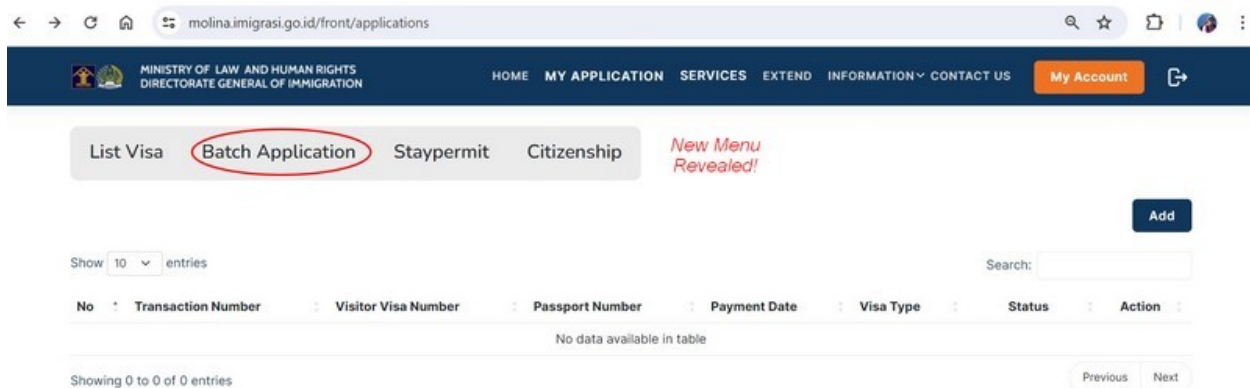 molina.imigrasi.go.id/front/applications
MINISTRY OF LAW AND HUMAN RIGHTS
DIRECTORATE GENERAL OF IMMIGRATION
HOME MY APPLICATION SERVICES EXTEND INFORMATION CONTACT US My Account
List Visa Batch Application Staypermit Citizenship
New Menu
Revealed!
Add
Show 10 entries Search:
No Transaction Number Visitor Visa Number Passport Number Payment Date Visa Type Status Action
No data available in table
Showing 0 to 0 of 0 entries Previous Next